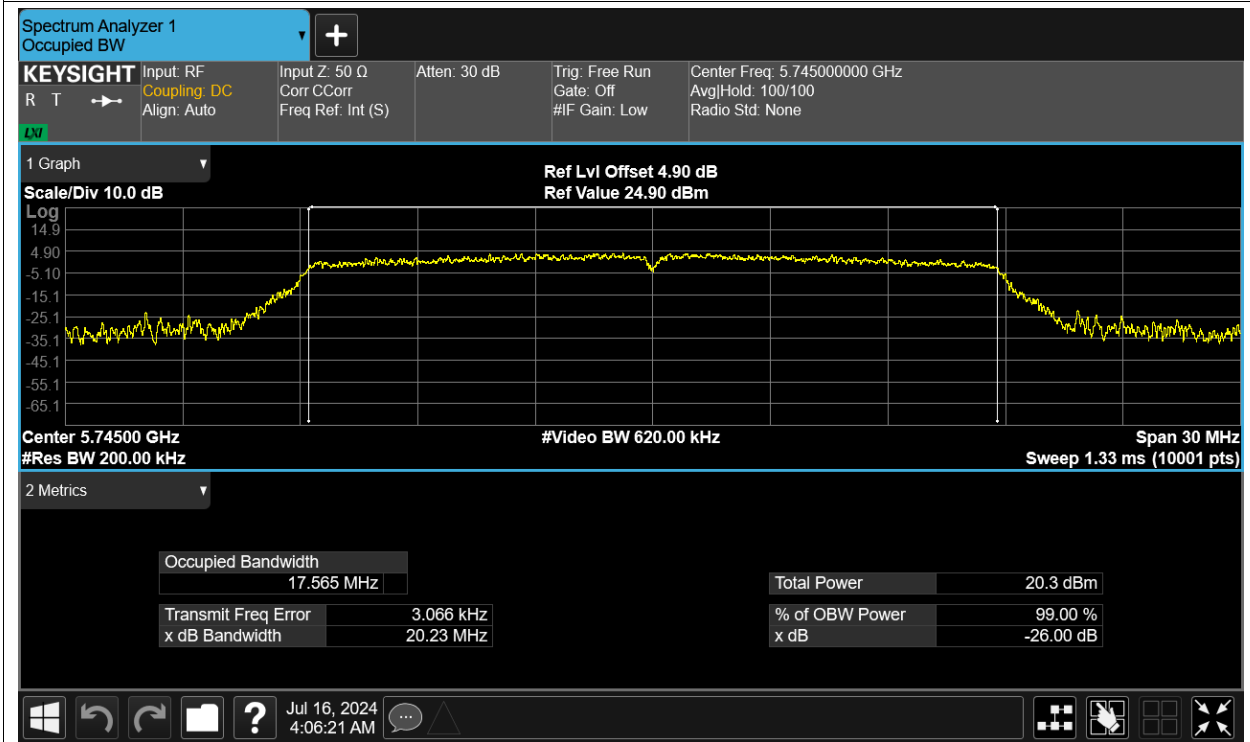 Spectrum Analyzer 1
Occupied BW
KEYSIGHT
R T
LXI
Input: RF
Coupling: DC
Align: Auto
Input Z: 50 Ω
Corr CCorr
Freq Ref: Int (S)
Atten: 30 dB
Trig: Free Run
Gate: Off
#IF Gain: Low
Center Freq: 5.745000000 GHz
Avg|Hold: 100/100
Radio Std: None
1 Graph
Scale/Div 10.0 dB
Ref Lvl Offset 4.90 dB
Ref Value 24.90 dBm
Log
14.9
4.90
-5.10
-15.1
-25.1
-35.1
-45.1
-55.1
-65.1
Center 5.74500 GHz
#Video BW 620.00 kHz
Span 30 MHz
#Res BW 200.00 kHz
Sweep 1.33 ms (10001 pts)
2 Metrics
Occupied Bandwidth
17.565 MHz
Transmit Freq Error 3.066 kHz
x dB Bandwidth 20.23 MHz
Total Power 20.3 dBm
% of OBW Power 99.00 %
x dB -26.00 dB
?
Jul 16, 2024
4:06:21 AM